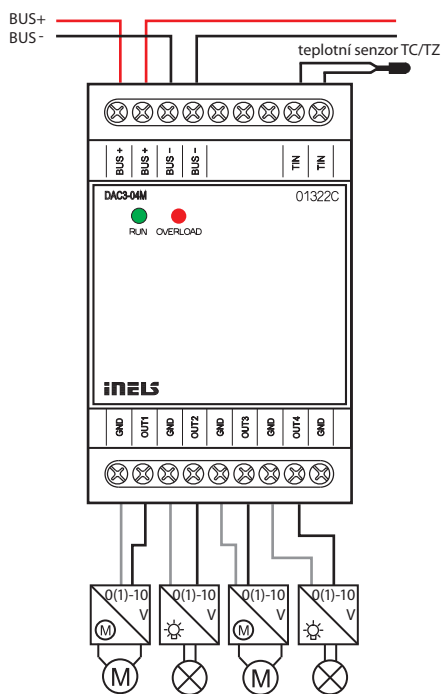 BUS+
BUS-
teplotní senzor TC/TZ
BUS + BUS + BUS - BUS - TIN TIN
DAC3-04M 01322C
RUN OVERLOAD
iNELS
GND OUT1 GND OUT2 GND OUT3 GND OUT4 GND
0(1)-10 0(1)-10 0(1)-10 0(1)-10
V V V V
M M
M M